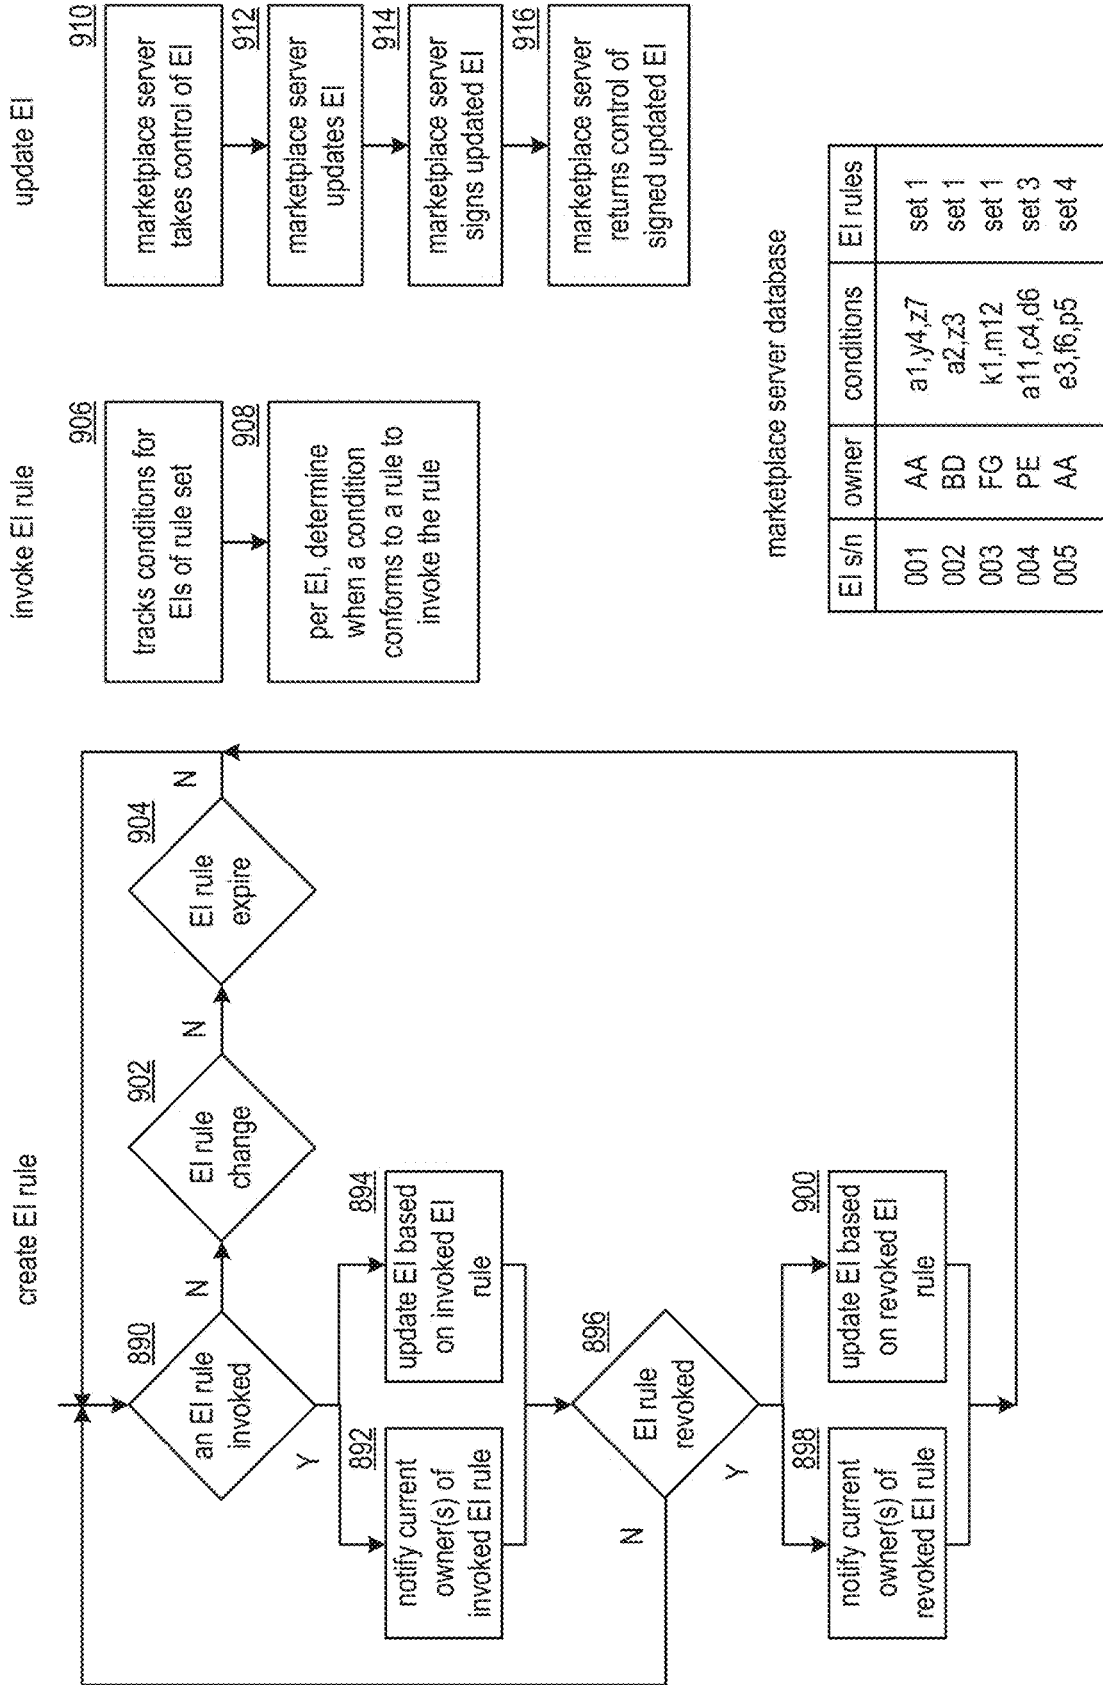 create EI rule
890
an EI rule
invoked
N
902
EI rule
change
N
904
EI rule
expire
N
Y
892
notify current
owner(s) of
invoked EI rule
894
update EI based
on invoked EI
rule
896
EI rule
revoked
N
Y
898
notify current
owner(s) of
revoked EI rule
900
update EI based
on revoked EI
rule
invoke EI rule
906
tracks conditions for
EIs of rule set
908
per EI, determine
when a condition
conforms to a rule to
invoke the rule
update EI
910
marketplace server
takes control of EI
912
marketplace server
updates EI
914
marketplace server
signs updated EI
916
marketplace server
returns control of
signed updated EI
marketplace server database
EI s/n owner conditions EI rules
001 AA a1,y4,z7 set 1
002 BD a2,z3 set 1
003 FG k1,m12 set 1
004 PE a11,c4,d6 set 3
005 AA e3,f6,p5 set 4